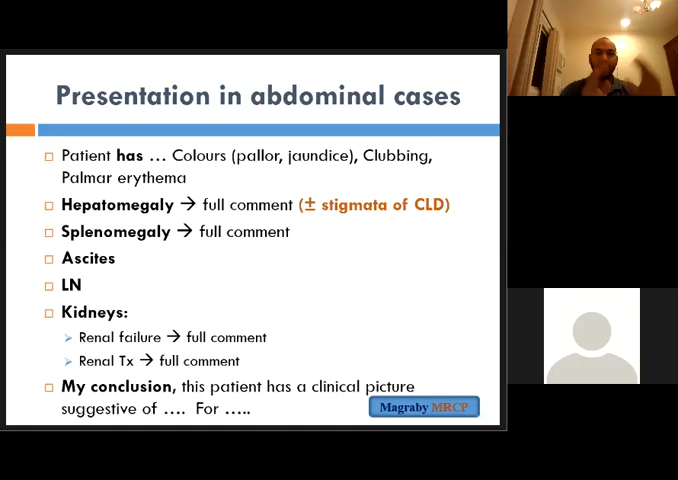 Presentation in abdominal cases
Patient has … Colours (pallor, jaundice), Clubbing,
Palmar erythema
Hepatomegaly → full comment (± stigmata of CLD)
Splenomegaly → full comment
Ascites
LN
Kidneys:
Renal failure → full comment
Renal Tx → full comment
My conclusion, this patient has a clinical picture
suggestive of …. For …..
Magraby MRCP